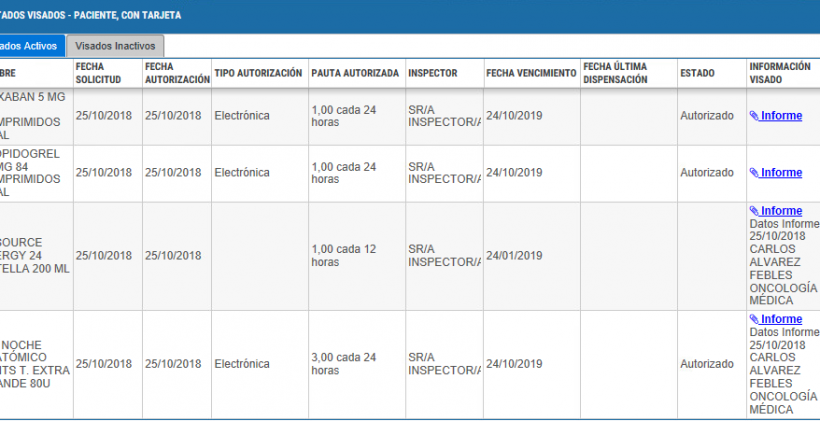 TADOS VISADOS - PACIENTE, CON TARJETA
ados Activos Visados Inactivos
BRE FECHA SOLICITUD FECHA AUTORIZACIÓN TIPO AUTORIZACIÓN PAUTA AUTORIZADA INSPECTOR FECHA VENCIMIENTO FECHA ÚLTIMA DISPENSACIÓN ESTADO INFORMACIÓN VISADO
XABAN 5 MG
MPRIMIDOS
AL
25/10/2018 25/10/2018 Electrónica 1,00 cada 24 horas SR/A INSPECTOR/A 24/10/2019 Autorizado Informe
OPIDOGREL
MG 84
MPRIMIDOS
AL
25/10/2018 25/10/2018 Electrónica 1,00 cada 24 horas SR/A INSPECTOR/A 24/10/2019 Autorizado Informe
SOURCE
ERGY 24
TELLA 200 ML
25/10/2018 25/10/2018 1,00 cada 12 horas SR/A INSPECTOR/A 24/01/2019
Informe
Datos Informe
25/10/2018
CARLOS
ALVAREZ
FEBLES
ONCOLOGÍA
MÉDICA
NOCHE
ATÓMICO
ITS T. EXTRA
ANDE 80U
25/10/2018 25/10/2018 Electrónica 3,00 cada 24 horas SR/A INSPECTOR/A 24/10/2019 Autorizado
Informe
Datos Informe
25/10/2018
CARLOS
ALVAREZ
FEBLES
ONCOLOGÍA
MÉDICA